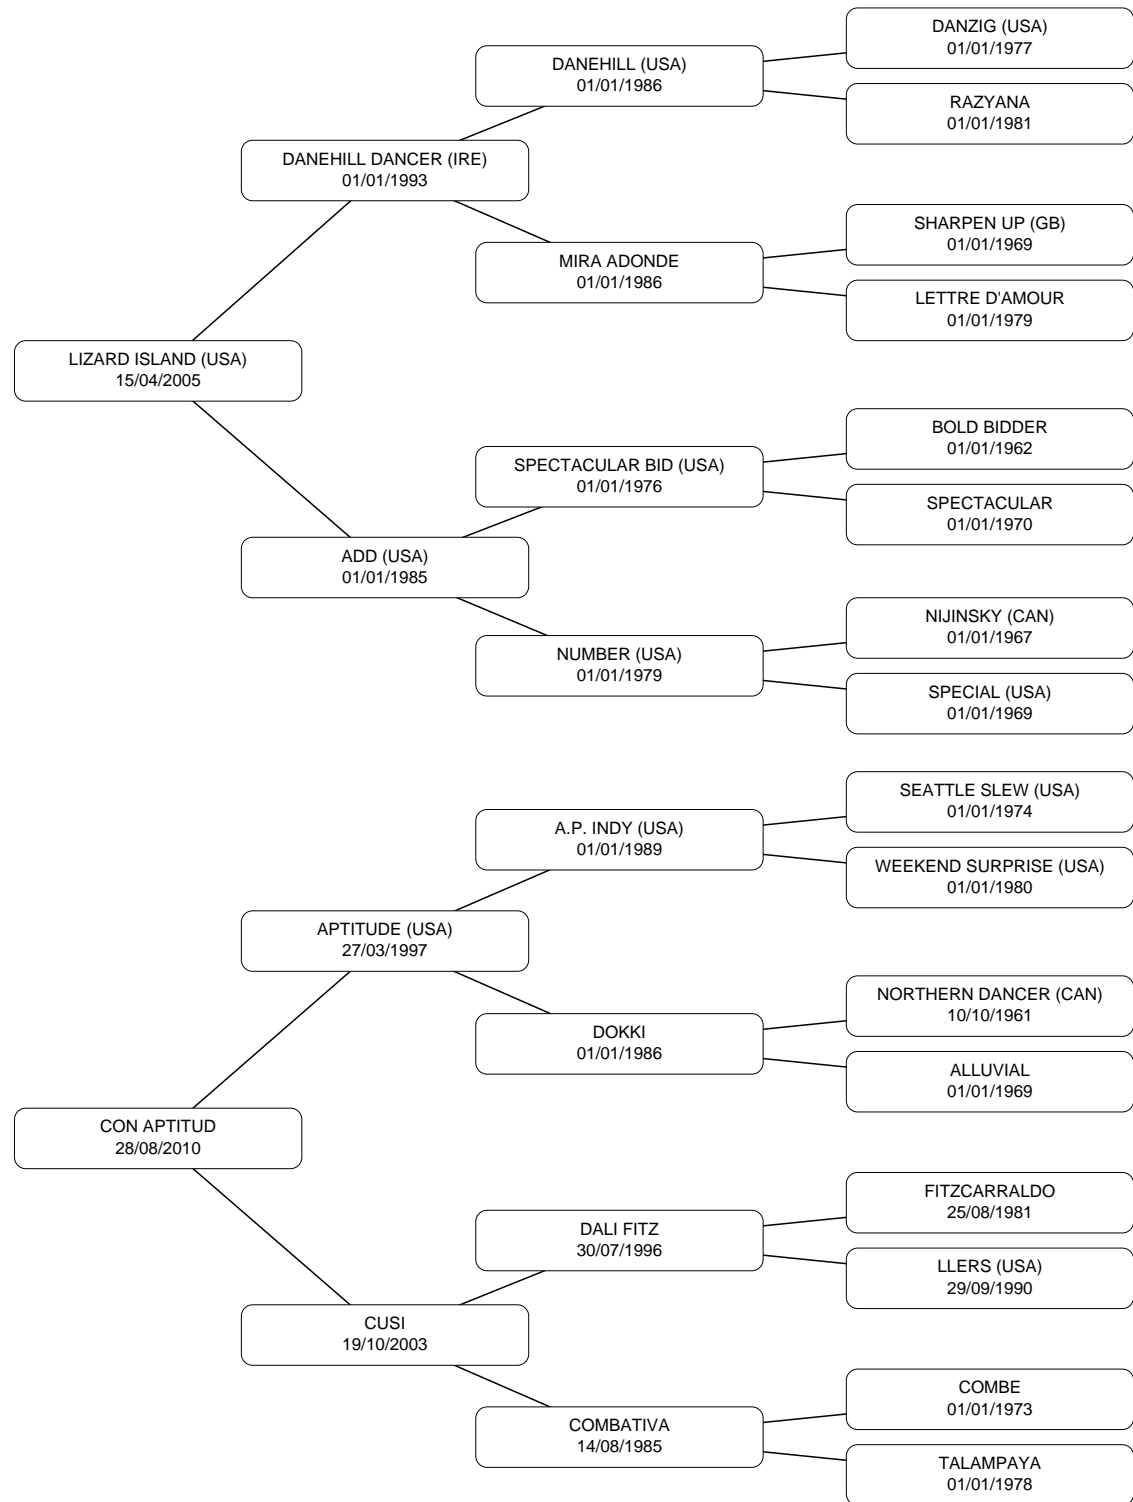 DANZIG (USA)
01/01/1977
DANEHILL (USA)
01/01/1986
RAZYANA
01/01/1981
DANEHILL DANCER (IRE)
01/01/1993
SHARPEN UP (GB)
01/01/1969
MIRA ADONDE
01/01/1986
LETTRE D'AMOUR
01/01/1979
LIZARD ISLAND (USA)
15/04/2005
BOLD BIDDER
01/01/1962
SPECTACULAR BID (USA)
01/01/1976
SPECTACULAR
01/01/1970
ADD (USA)
01/01/1985
NIJINSKY (CAN)
01/01/1967
NUMBER (USA)
01/01/1979
SPECIAL (USA)
01/01/1969
SEATTLE SLEW (USA)
01/01/1974
A.P. INDY (USA)
01/01/1989
WEEKEND SURPRISE (USA)
01/01/1980
APTITUDE (USA)
27/03/1997
NORTHERN DANCER (CAN)
10/10/1961
DOKKI
01/01/1986
ALLUVIAL
01/01/1969
CON APTITUD
28/08/2010
FITZCARRALDO
25/08/1981
DALI FITZ
30/07/1996
LLERS (USA)
29/09/1990
CUSI
19/10/2003
COMBE
01/01/1973
COMBATIVA
14/08/1985
TALAMPAYA
01/01/1978